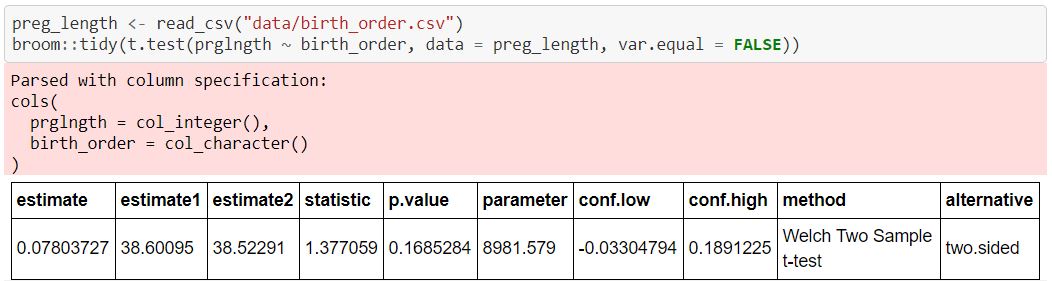 preg_length <- read_csv("data/birth_order.csv")
broom::tidy(t.test(prglngth ~ birth_order, data = preg_length, var.equal = FALSE))
Parsed with column specification:
cols(
  prglngth = col_integer(),
  birth_order = col_character()
)
estimate estimate1 estimate2 statistic p.value parameter conf.low conf.high method alternative
0.07803727 38.60095 38.52291 1.377059 0.1685284 8981.579 -0.03304794 0.1891225 Welch Two Sample t-test two.sided